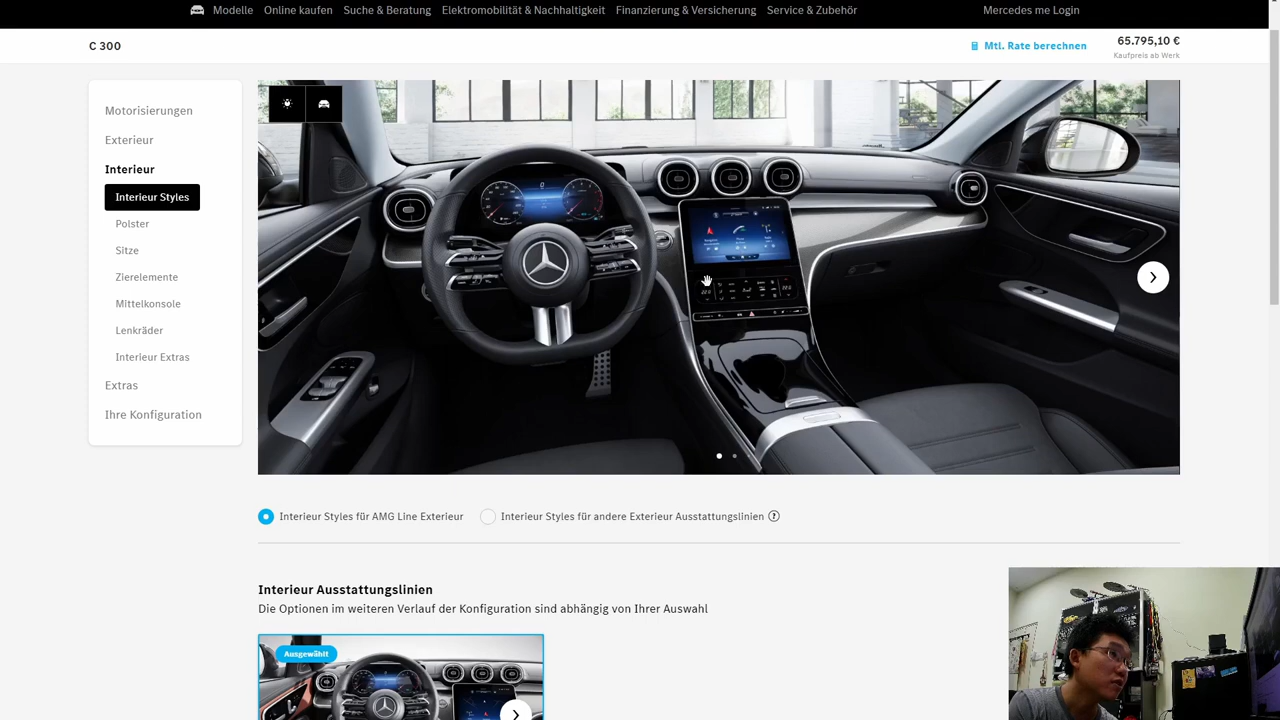 Modelle Online kaufen Suche & Beratung Elektromobilität & Nachhaltigkeit Finanzierung & Versicherung Service & Zubehör Mercedes me Login
C 300
Mtl. Rate berechnen
65.795,10 €
Kaufpreis ab Werk
Motorisierungen
Exterieur
Interieur
Interieur Styles
Polster
Sitze
Zierelemente
Mittelkonsole
Lenkräder
Interieur Extras
Extras
Ihre Konfiguration
Interieur Styles für AMG Line Exterieur
Interieur Styles für andere Exterieur Ausstattungslinien ?
Interieur Ausstattungslinien
Die Optionen im weiteren Verlauf der Konfiguration sind abhängig von Ihrer Auswahl
Ausgewählt